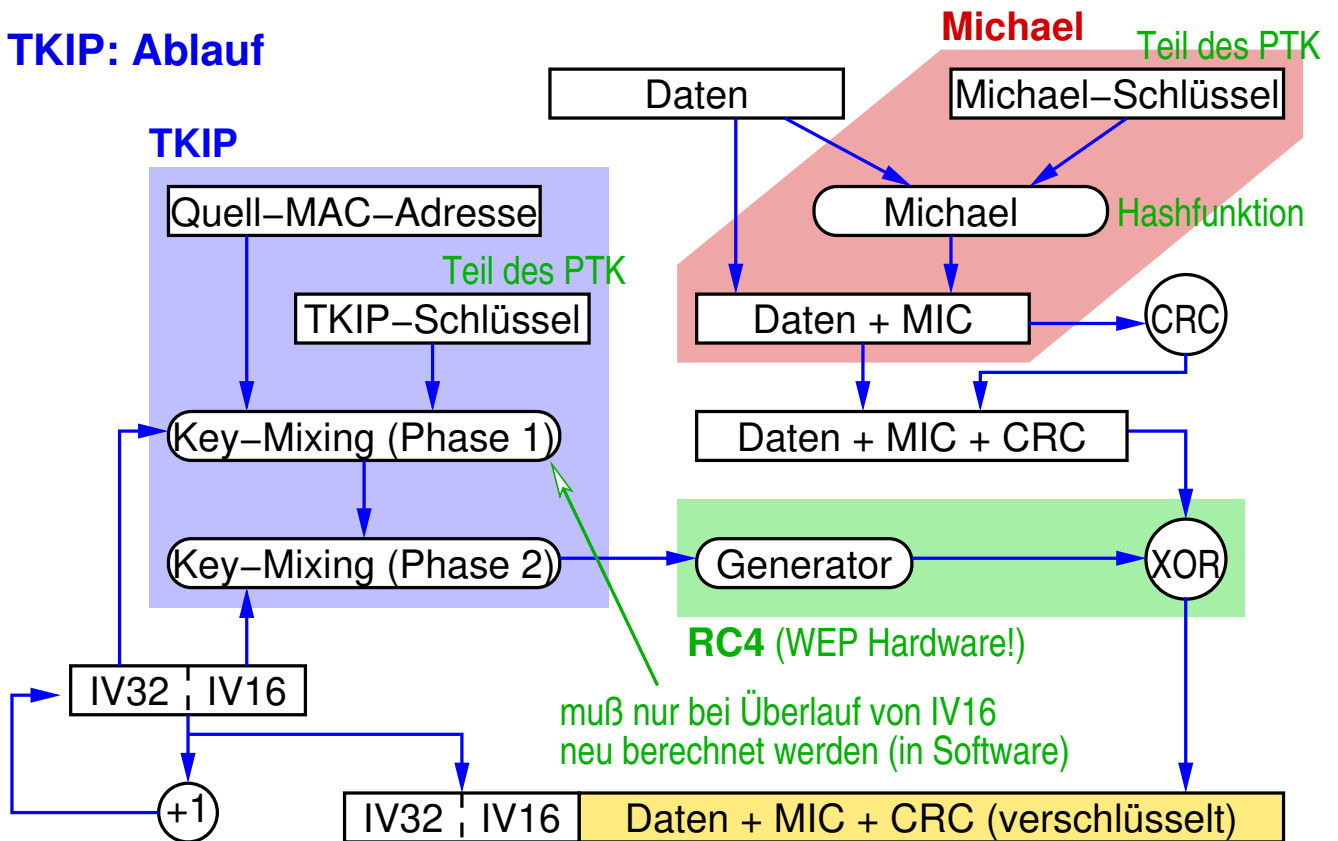 TKIP: Ablauf
Michael
Teil des PTK
Daten
Michael–Schlüssel
TKIP
Quell–MAC–Adresse
Michael
Hashfunktion
Teil des PTK
TKIP–Schlüssel
Daten + MIC
CRC
Key–Mixing (Phase 1)
Daten + MIC + CRC
Key–Mixing (Phase 2)
Generator
XOR
RC4 (WEP Hardware!)
IV32 IV16
muß nur bei Überlauf von IV16
neu berechnet werden (in Software)
+1
IV32 IV16 Daten + MIC + CRC (verschlüsselt)